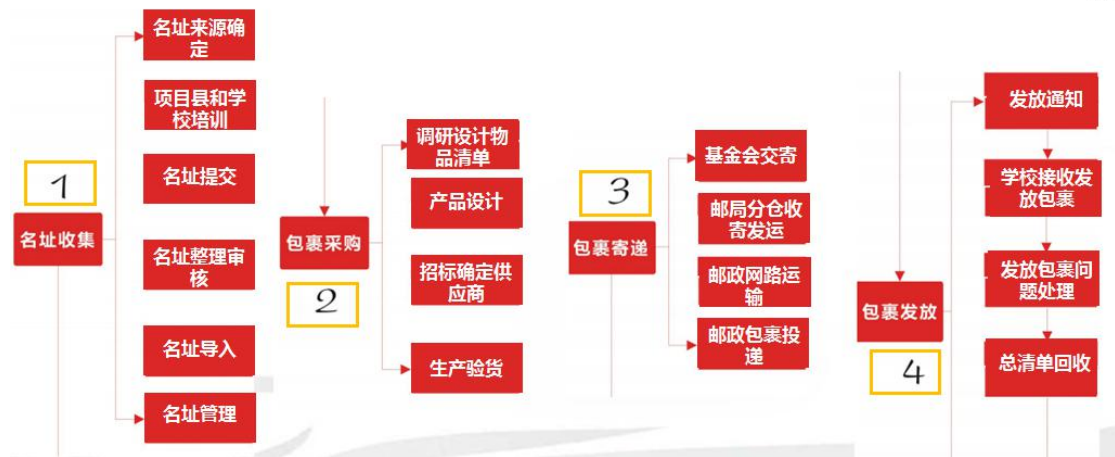 1
名址收集
名址来源确
定
项目县和学
校培训
名址提交
名址整理审
核
名址导入
名址管理
包裹采购
2
调研设计物
品清单
产品设计
招标确定供
应商
生产验货
3
包裹寄递
基金会交寄
邮局分仓收
寄发运
邮政网路运
输
邮政包裹投
递
包裹发放
4
发放通知
学校接收发
放包裹
发放包裹问
题处理
总清单回收